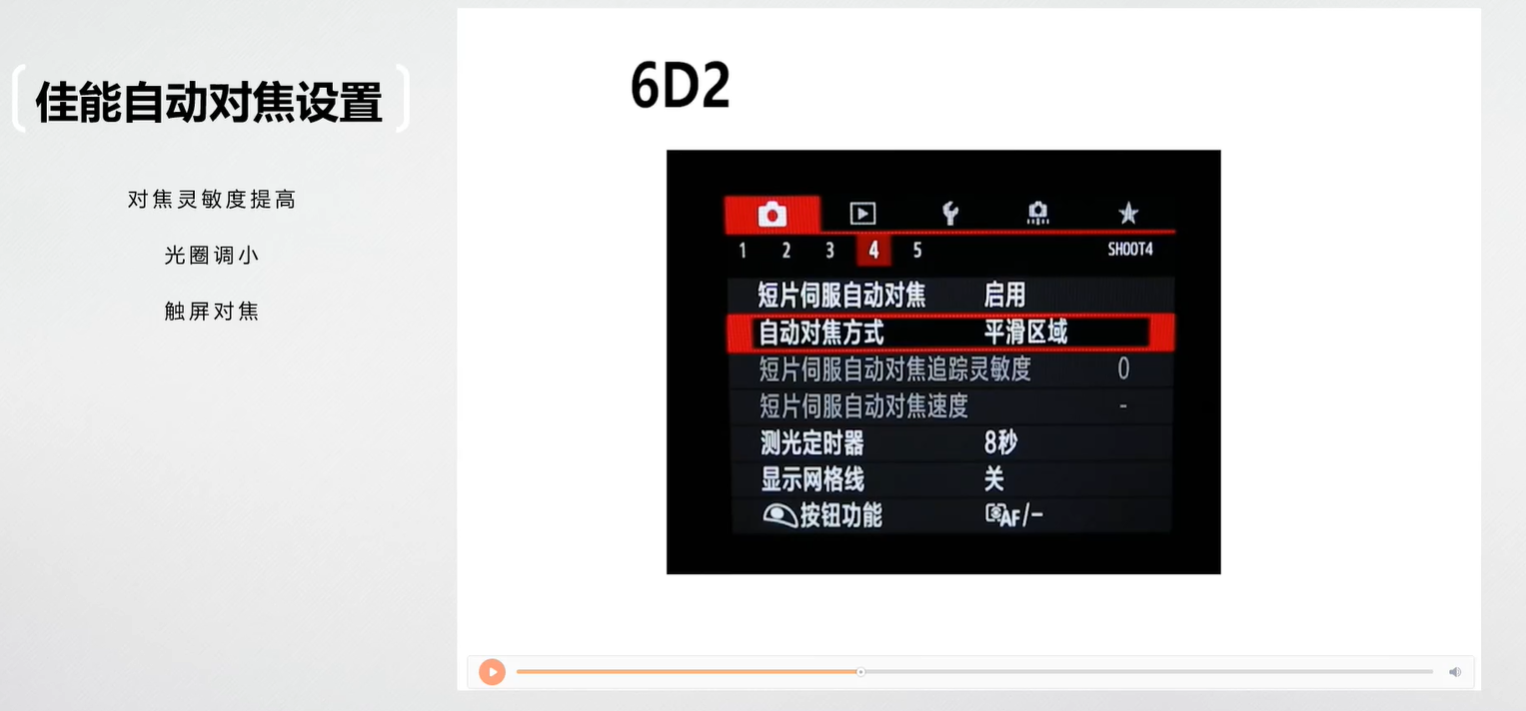 佳能自动对焦设置
对焦灵敏度提高
光圈调小
触屏对焦
6D2
1 2 3 4 5 SHOOT4
短片伺服自动对焦 启用
自动对焦方式 平滑区域
短片伺服自动对焦追踪灵敏度 0
短片伺服自动对焦速度 -
测光定时器 8秒
显示网格线 关
按钮功能 AF/-